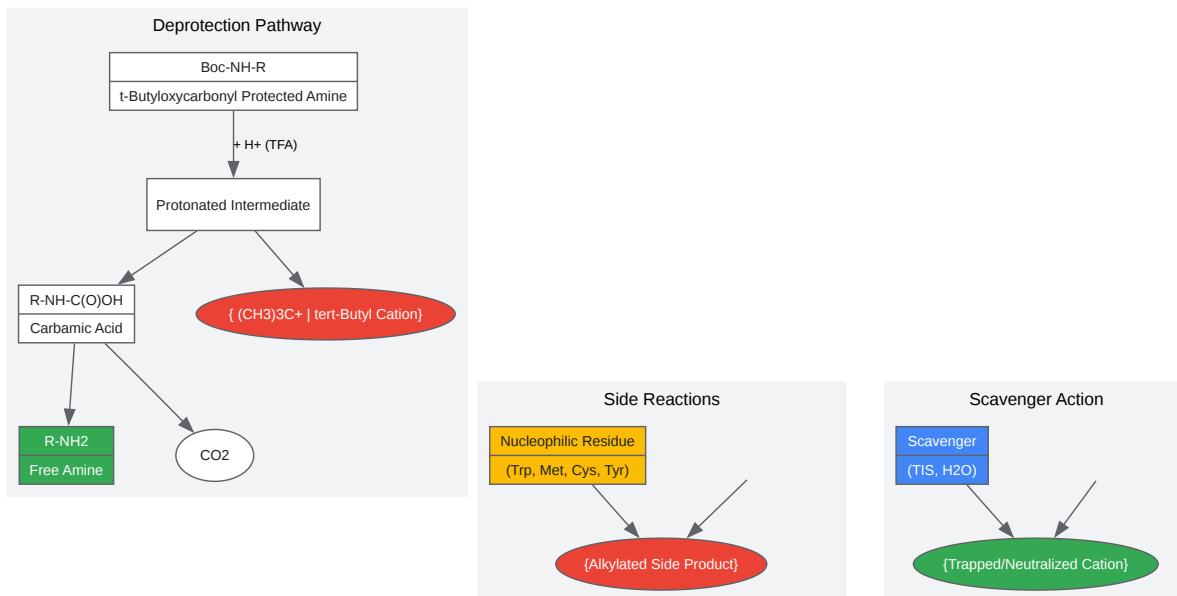 Deprotection Pathway
Boc-NH-R
t-Butyloxycarbonyl Protected Amine
+ H+ (TFA)
Protonated Intermediate
R-NH-C(O)OH
Carbamic Acid
{ (CH3)3C+ | tert-Butyl Cation}
R-NH2
Free Amine
CO2
Side Reactions
Nucleophilic Residue
(Trp, Met, Cys, Tyr)
{Alkylated Side Product}
Scavenger Action
Scavenger
(TIS, H2O)
{Trapped/Neutralized Cation}